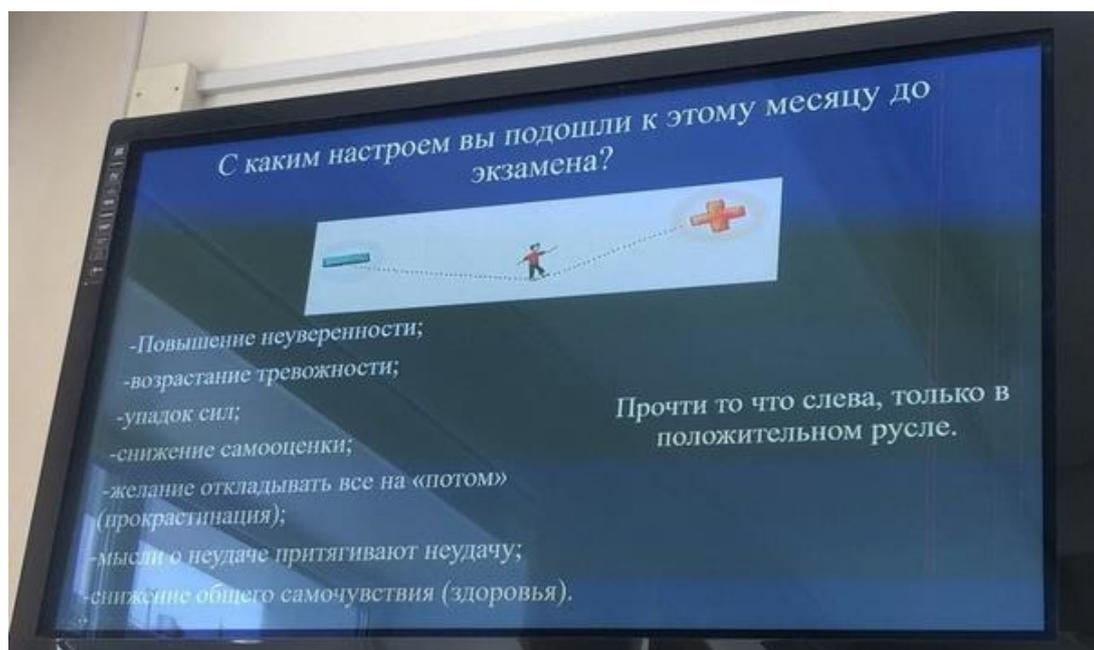 С каким настроем вы подошли к этому месяцу до
экзамена?
-Повышение неуверенности;
-возрастание тревожности;
-упадок сил;
-снижение самооценки;
-желание откладывать все на «потом»
(прокрастинация);
-мысли о неудаче притягивают неудачу;
-снижение общего самочувствия (здоровья).
Прочти то что слева, только в
положительном русле.